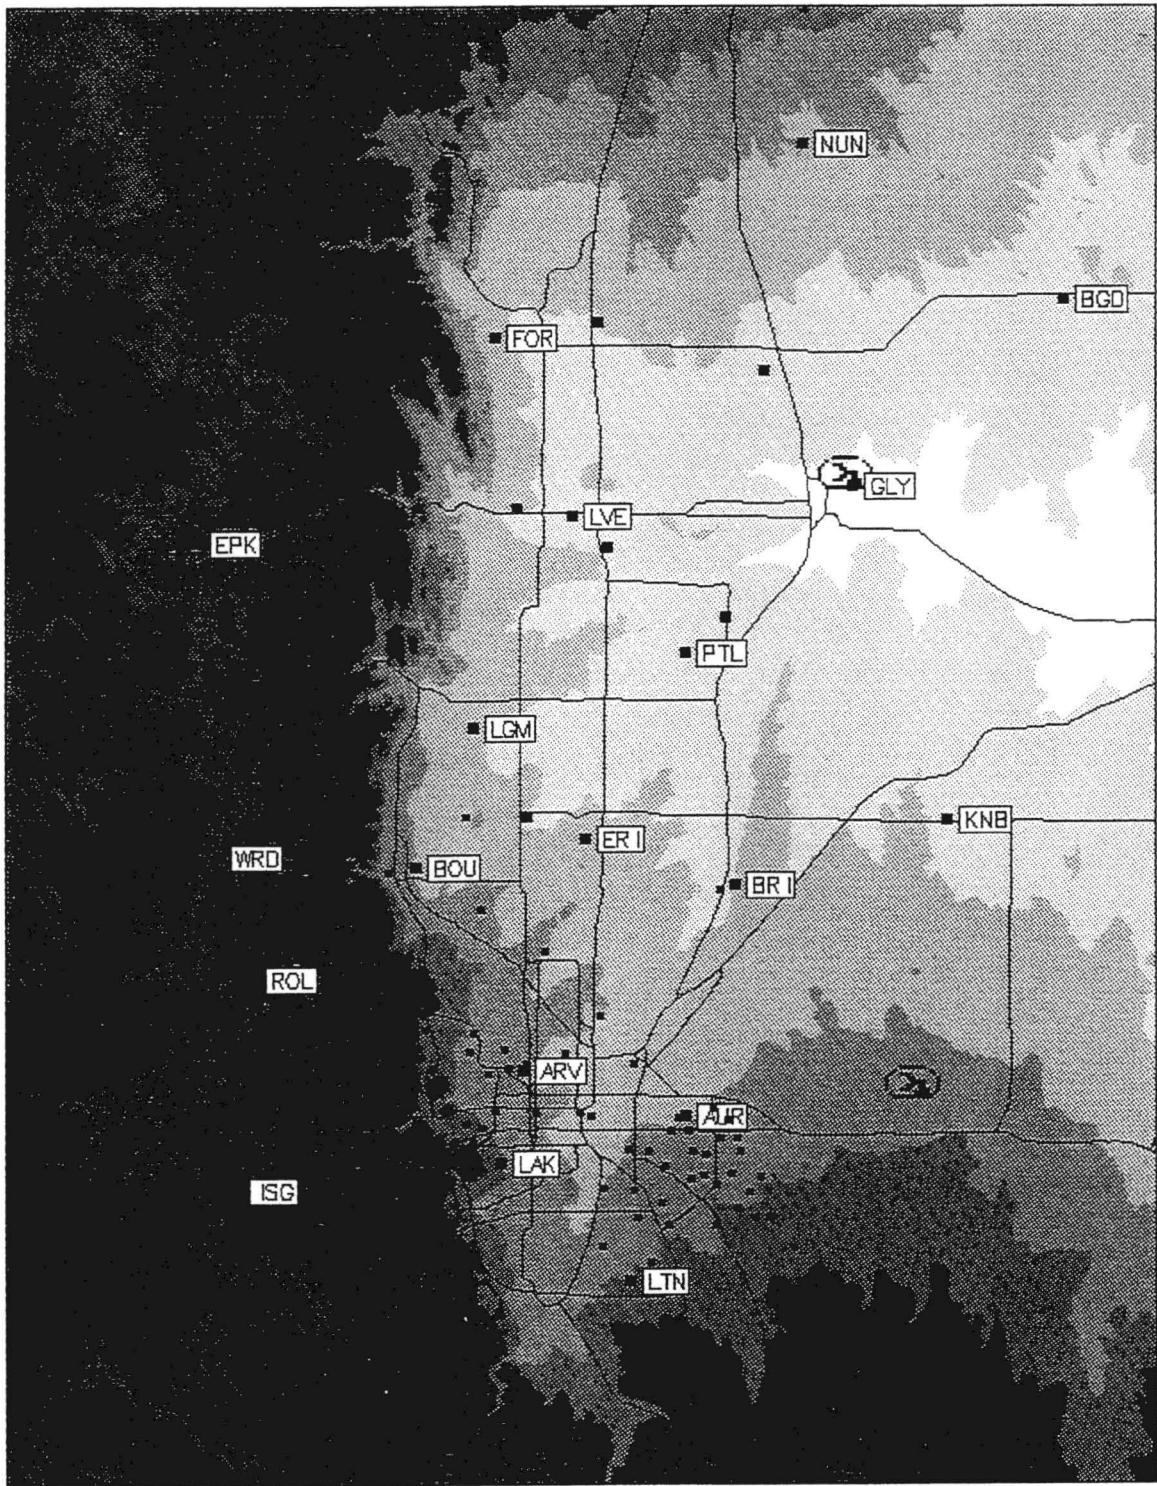 NUN
BGD
FOR
GLY
LVE
EPK
PTL
LGM
KNB
ERI
WRD
BOU
BRI
ROL
ARV
AUR
LAK
ISG
LTN